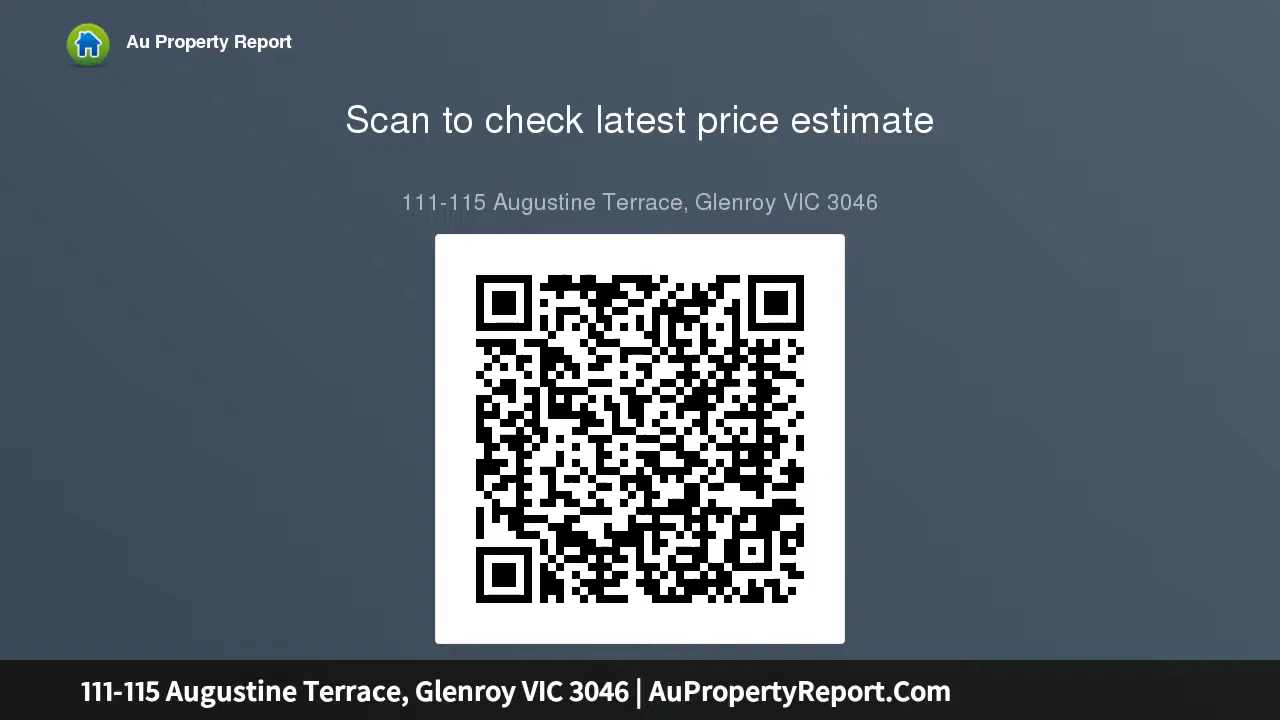 Au Property Report
Scan to check latest price estimate
111-115 Augustine Terrace, Glenroy VIC 3046
111-115 Augustine Terrace, Glenroy VIC 3046 | AuPropertyReport.Com